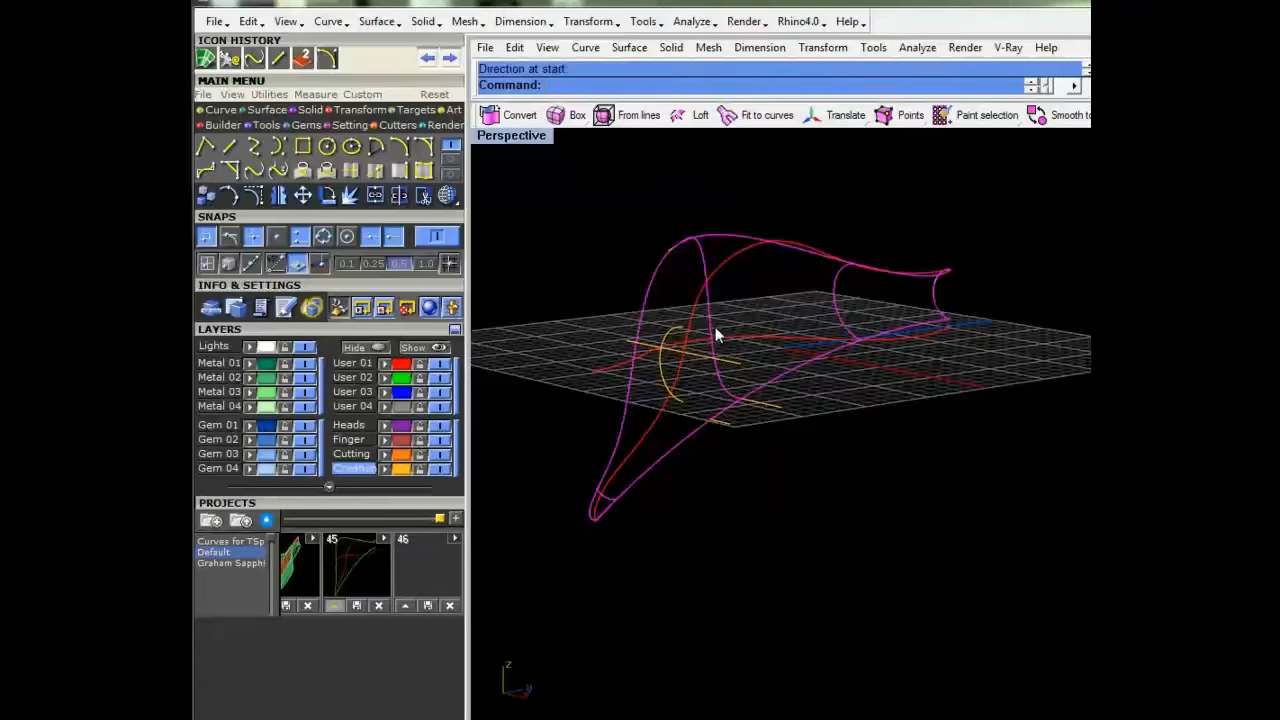 File Edit View Curve Surface Solid Mesh Dimension Transform Tools Analyze Render Rhino4.0 Help
ICON HISTORY
File Edit View Curve Surface Solid Mesh Dimension Transform Tools Analyze Render V-Ray Help
Direction at start:
Command:
MAIN MENU
File View Utilities Measure Custom Reset
Curve Surface Solid Transform Targets Art
Builder Tools Gems Setting Cutters Render
Convert Box From lines Loft Fit to curves Translate Points Paint selection Smooth to
Perspective
SNAPS
0.1 0.25 0.5 1.0
INFO & SETTINGS
LAYERS
Lights Hide Show
Metal 01 User 01
Metal 02 User 02
Metal 03 User 03
Metal 04 User 04
Gem 01 Heads
Gem 02 Finger
Gem 03 Cutting
Gem 04 Creation
PROJECTS
Curves for TSp
Default
Graham Sapphi
45 46
z
y